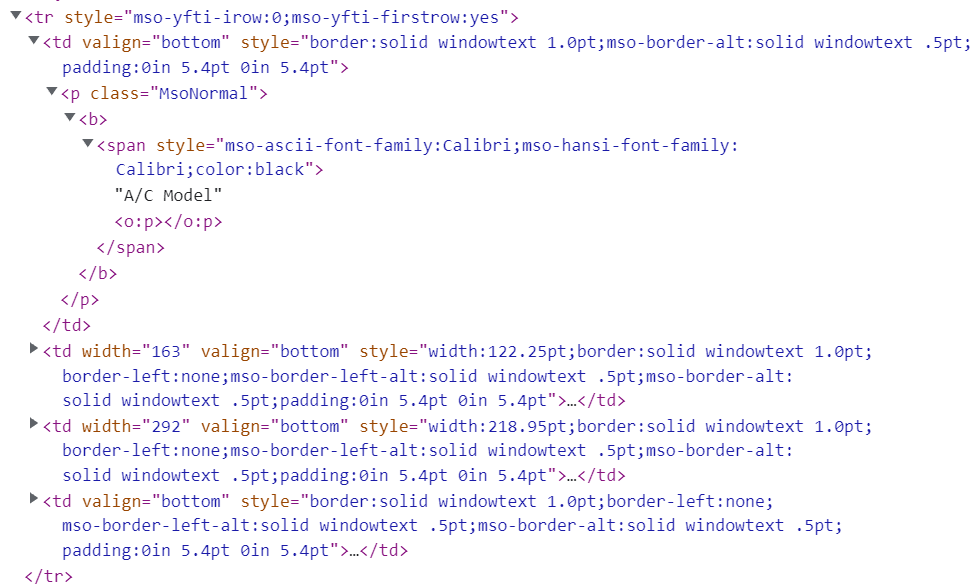 ▼<tr style="mso-yfti-irow:0;mso-yfti-firstrow:yes">
▼<td valign="bottom" style="border:solid windowtext 1.0pt;mso-border-alt:solid windowtext .5pt;
padding:0in 5.4pt 0in 5.4pt">
▼<p class="MsoNormal">
▼<b>
▼<span style="mso-ascii-font-family:Calibri;mso-hansi-font-family:
Calibri;color:black">
"A/C Model"
<o:p></o:p>
</span>
</b>
</p>
</td>
▶<td width="163" valign="bottom" style="width:122.25pt;border:solid windowtext 1.0pt;
border-left:none;mso-border-left-alt:solid windowtext .5pt;mso-border-alt:
solid windowtext .5pt;padding:0in 5.4pt 0in 5.4pt">…</td>
▶<td width="292" valign="bottom" style="width:218.95pt;border:solid windowtext 1.0pt;
border-left:none;mso-border-left-alt:solid windowtext .5pt;mso-border-alt:
solid windowtext .5pt;padding:0in 5.4pt 0in 5.4pt">…</td>
▶<td valign="bottom" style="border:solid windowtext 1.0pt;border-left:none;
mso-border-left-alt:solid windowtext .5pt;mso-border-alt:solid windowtext .5pt;
padding:0in 5.4pt 0in 5.4pt">…</td>
</tr>